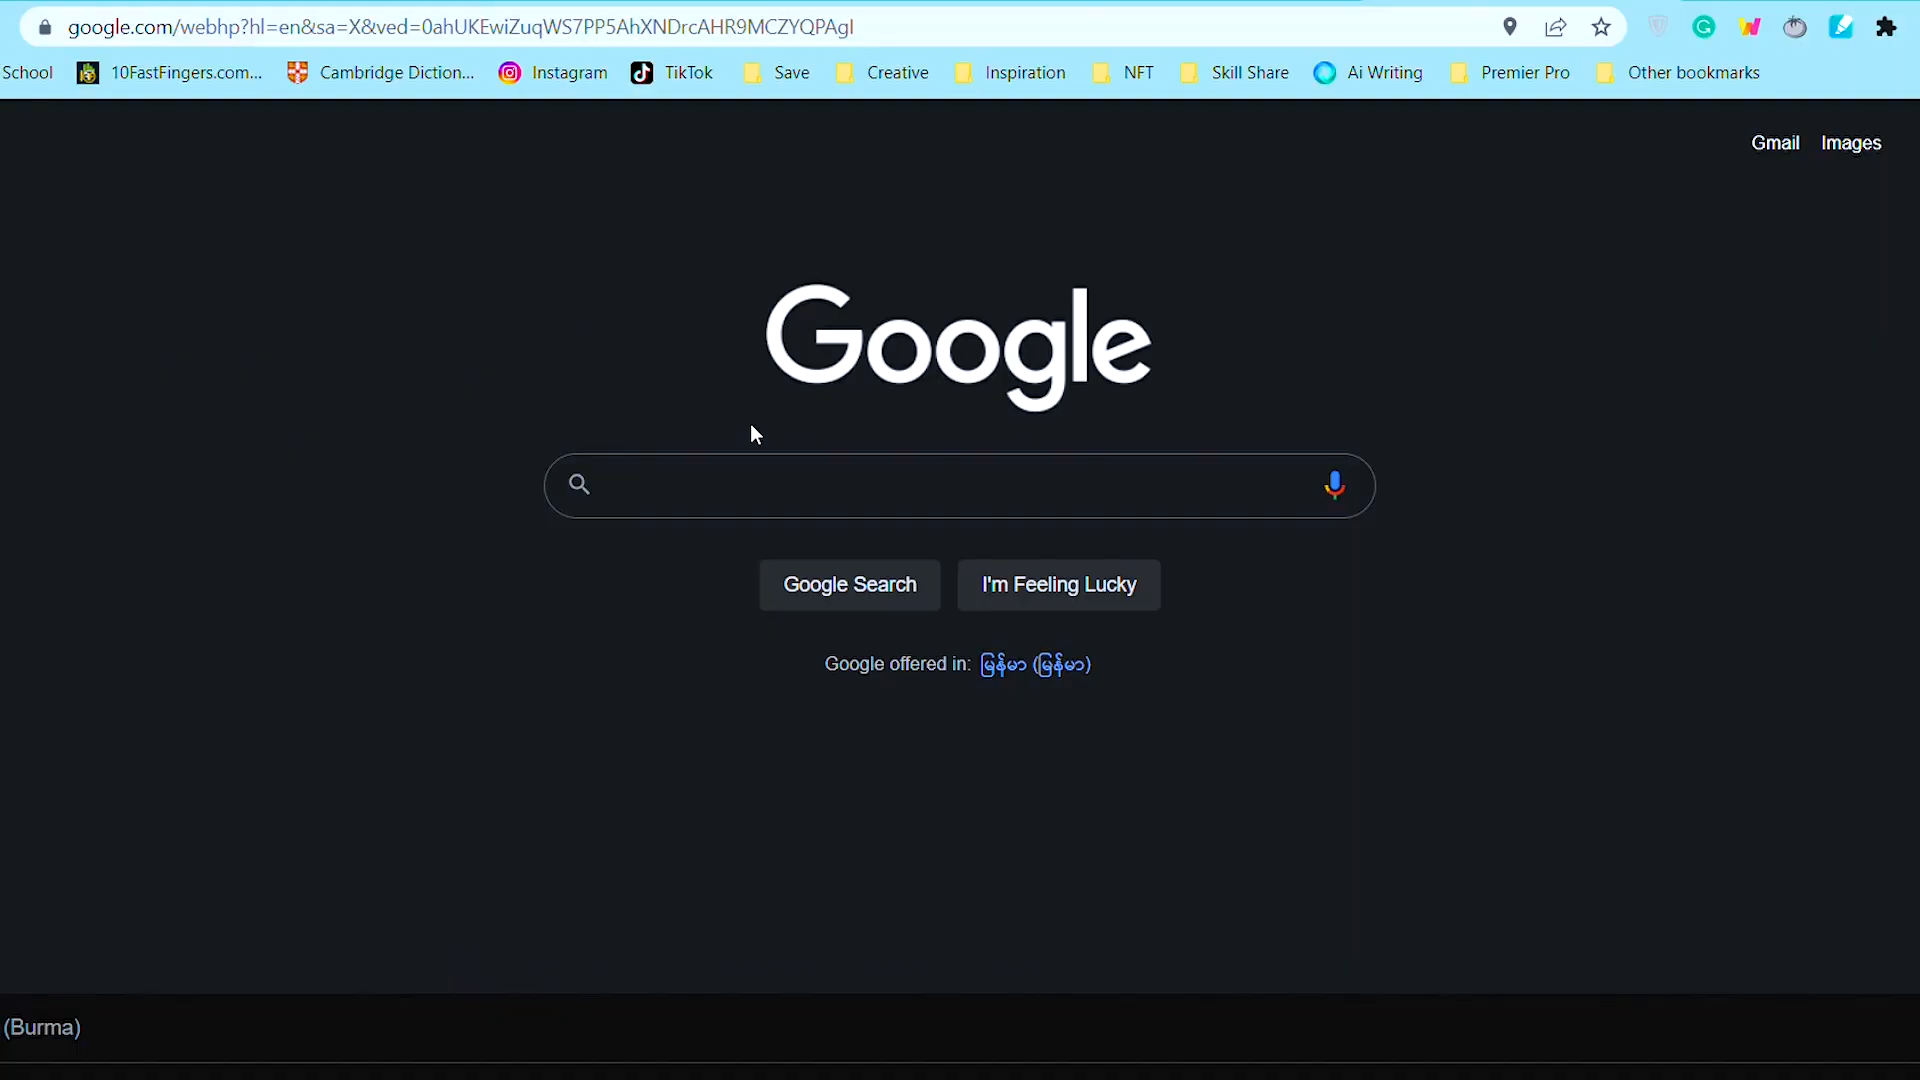 google.com/webhp?hl=en&sa=X&ved=0ahUKEwiZuqWS7PP5AhXNDrcAHR9MCZYQPAgI
School 10FastFingers.com... Cambridge Diction... Instagram TikTok Save Creative Inspiration NFT Skill Share Ai Writing Premier Pro Other bookmarks
Gmail Images
Google
Google Search I'm Feeling Lucky
Google offered in: မြန်မာ (မြန်မာ)
(Burma)